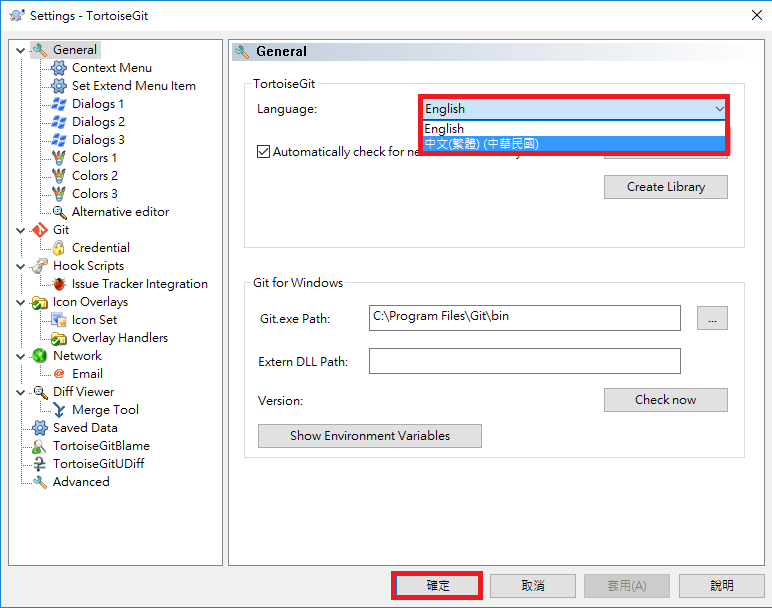 Settings - TortoiseGit
General
Context Menu
Set Extend Menu Item
Dialogs 1
Dialogs 2
Dialogs 3
Colors 1
Colors 2
Colors 3
Alternative editor
Git
Credential
Hook Scripts
Issue Tracker Integration
Icon Overlays
Icon Set
Overlay Handlers
Network
Email
Diff Viewer
Merge Tool
Saved Data
TortoiseGitBlame
TortoiseGitUDiff
Advanced
General
TortoiseGit
Language:
English
English
中文(繁體) (中華民國)
Automatically check for
Create Library
Git for Windows
Git.exe Path:
C:\Program Files\Git\bin
...
Extern DLL Path:
Version:
Check now
Show Environment Variables
確定
取消
套用(A)
說明